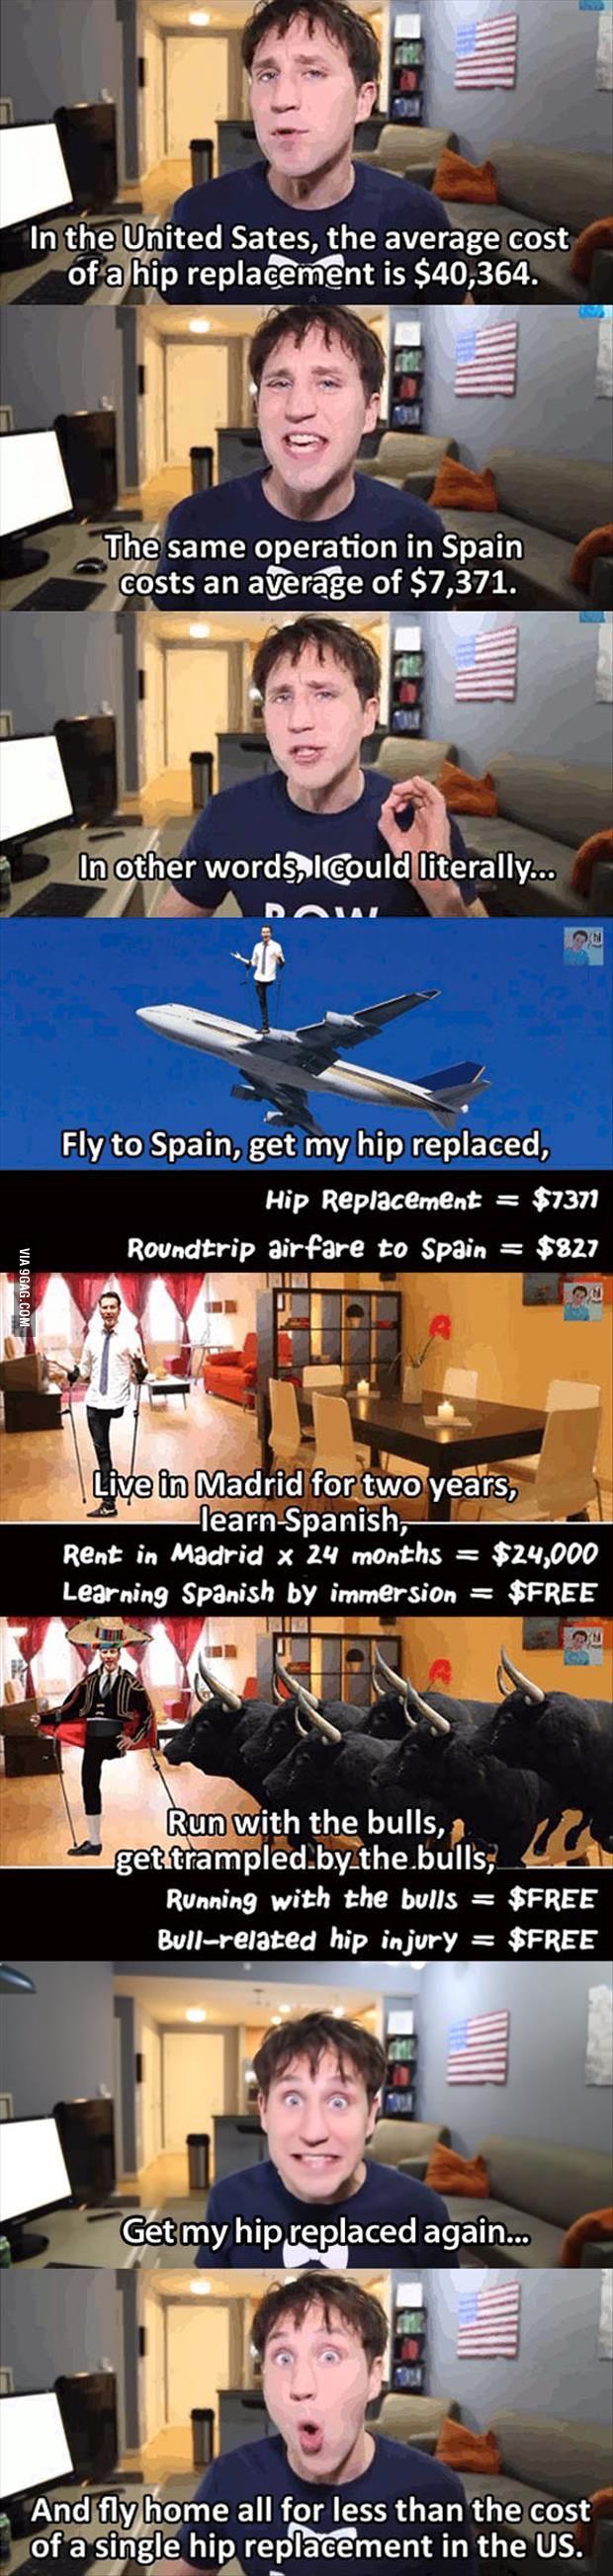 In the United Sates, the average cost
of a hip replacement is $40,364.
The same operation in Spain
costs an average of $7,371.
In other words, I could literally...
BOW
Fly to Spain, get my hip replaced,
Hip Replacement = $7371
Roundtrip airfare to Spain = $827
VIA 9GAG.COM
Live in Madrid for two years,
learn Spanish,
Rent in Madrid x 24 months = $24,000
Learning Spanish by immersion = $FREE
Run with the bulls,
get trampled by the bulls,
Running with the bulls = $FREE
Bull-related hip injury = $FREE
Get my hip replaced again...
And fly home all for less than the cost
of a single hip replacement in the US.